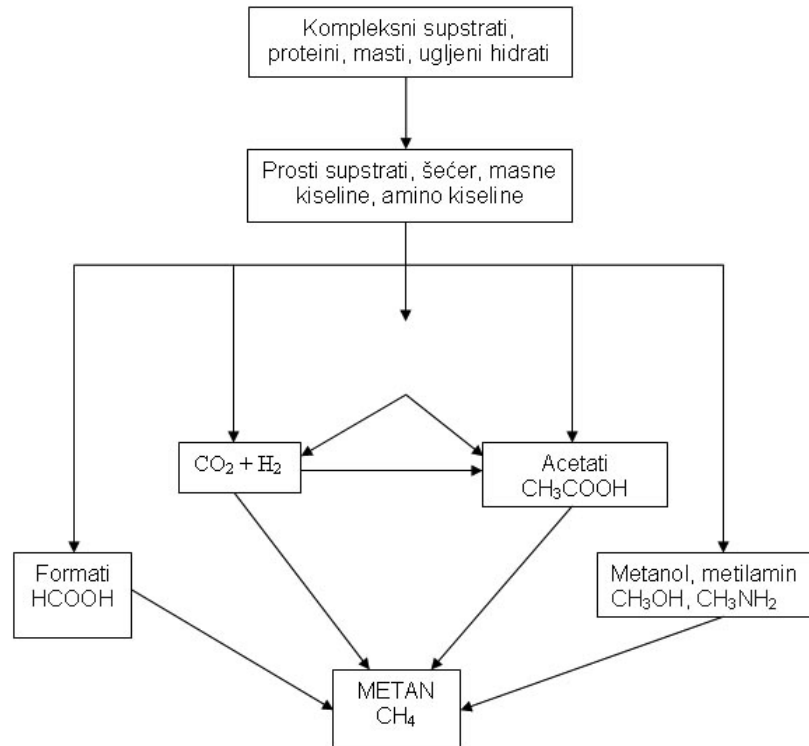 Kompleksni supstrati,
proteini, masti, ugljeni hidrati
Prosti supstrati, šećer, masne
kiseline, amino kiseline
CO₂ + H₂
Acetati
CH₃COOH
Formati
HCOOH
Metanol, metilamin
CH₃OH, CH₃NH₂
METAN
CH₄